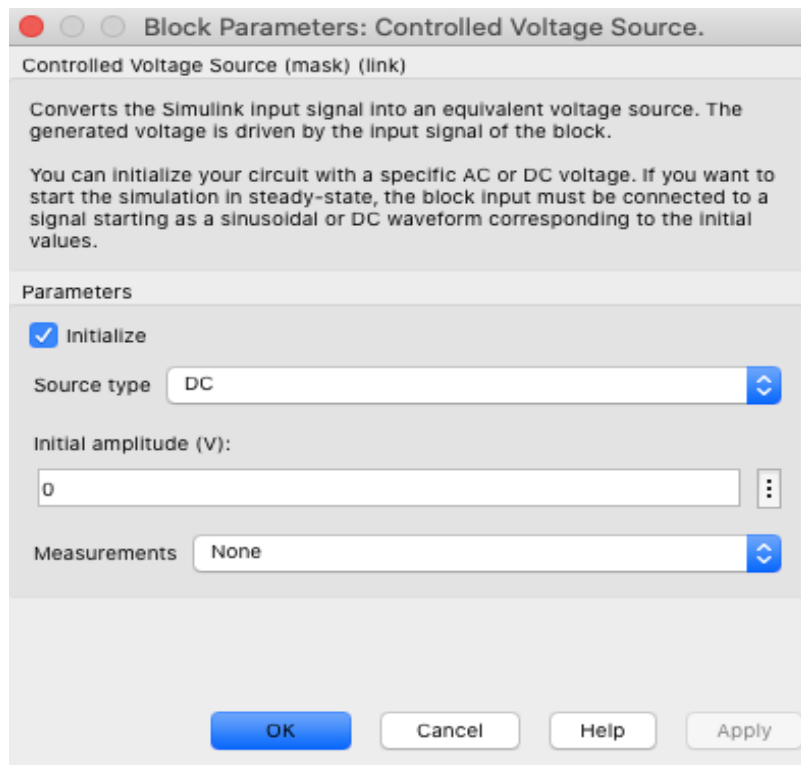 Block Parameters: Controlled Voltage Source.
Controlled Voltage Source (mask) (link)
Converts the Simulink input signal into an equivalent voltage source. The
generated voltage is driven by the input signal of the block.
You can initialize your circuit with a specific AC or DC voltage. If you want to
start the simulation in steady-state, the block input must be connected to a
signal starting as a sinusoidal or DC waveform corresponding to the initial
values.
Parameters
Initialize
Source type DC
Initial amplitude (V):
0
Measurements None
OK Cancel Help Apply